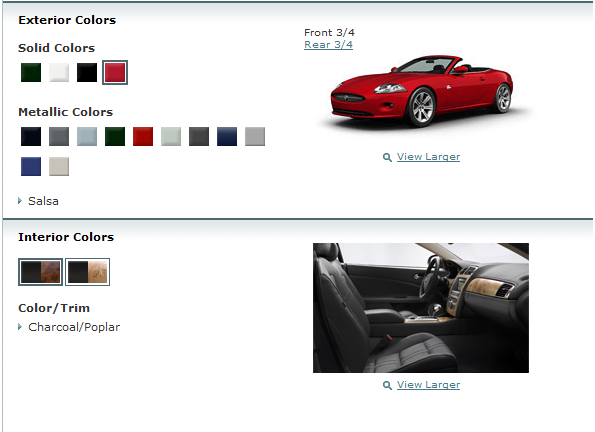 Exterior Colors
Solid Colors
Front 3/4
Rear 3/4
Metallic Colors
View Larger
Salsa
Interior Colors
Color/Trim
Charcoal/Poplar
View Larger